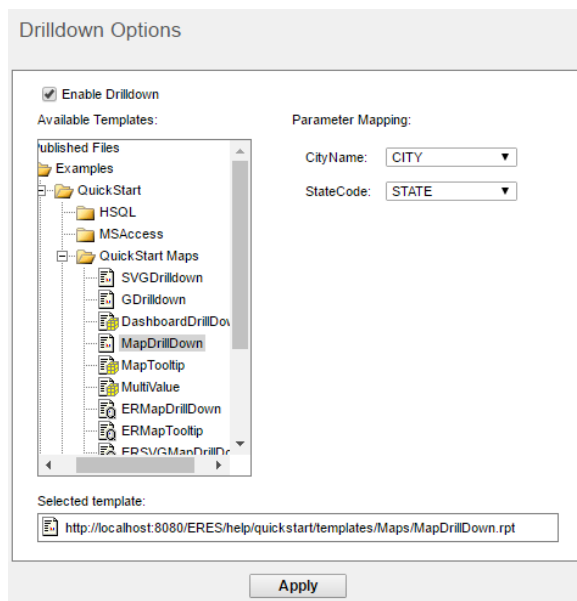 Drilldown Options
Enable Drilldown
Available Templates:
Parameter Mapping:
ublished Files
Examples
QuickStart
HSQL
MSAccess
QuickStart Maps
SVGDrilldown
GDrilldown
DashboardDrillDov
MapDrillDown
MapTooltip
MultiValue
ERMapDrillDown
ERMapTooltip
ERSVGMapDrillDr
CityName: CITY
StateCode: STATE
Selected template:
http://localhost:8080/ERES/help/quickstart/templates/Maps/MapDrillDown.rpt
Apply